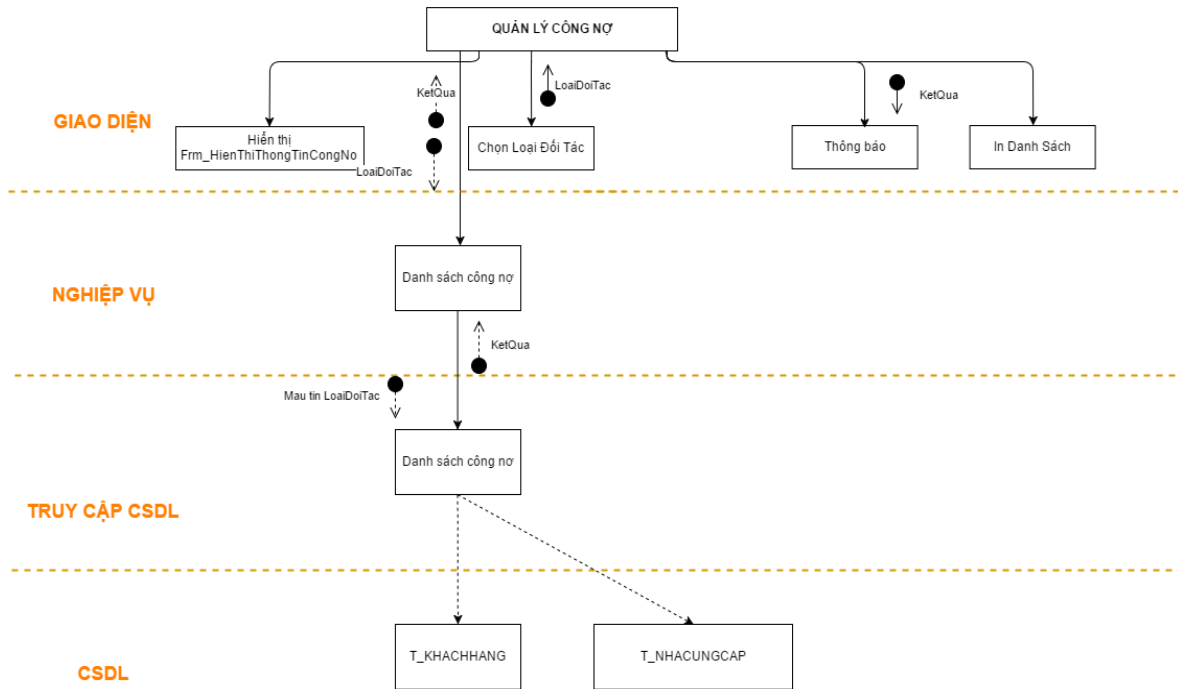 QUẢN LÝ CÔNG NỢ
KetQua
LoaiDoiTac
KetQua
GIAO DIỆN
Hiển thị
Frm_HienThiThongTinCongNo
Chọn Loại Đối Tác
Thông báo
In Danh Sách
LoaiDoiTac
Danh sách công nợ
NGHIỆP VỤ
KetQua
Mau tin LoaiDoiTac
Danh sách công nợ
TRUY CẬP CSDL
T_KHACHHANG
T_NHACUNGCAP
CSDL